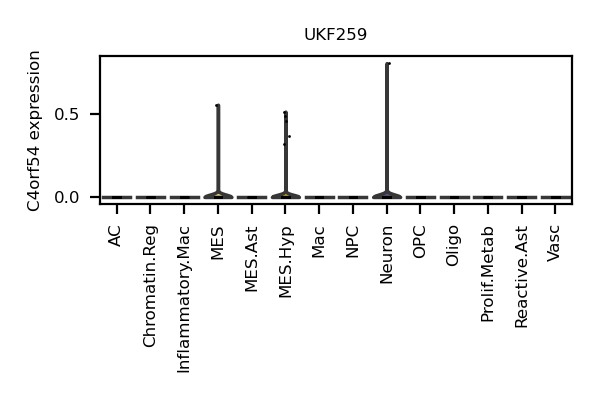 UKF259
C4orf54 expression
0.5
0.0
AC
Chromatin.Reg
Inflammatory.Mac
MES
MES.Ast
MES.Hyp
Mac
NPC
Neuron
OPC
Oligo
Prolif.Metab
Reactive.Ast
Vasc